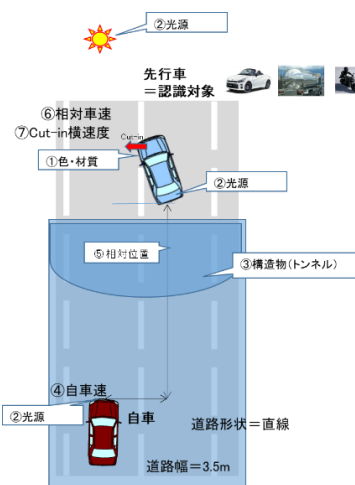 ②光源
先行車
＝認識対象
⑥相対車速
⑦Cut-in横速度
Cut-in
①色・材質
②光源
⑤相対位置
③構造物(トンネル)
④自車速
②光源
自車
道路形状＝直線
道路幅＝3.5m